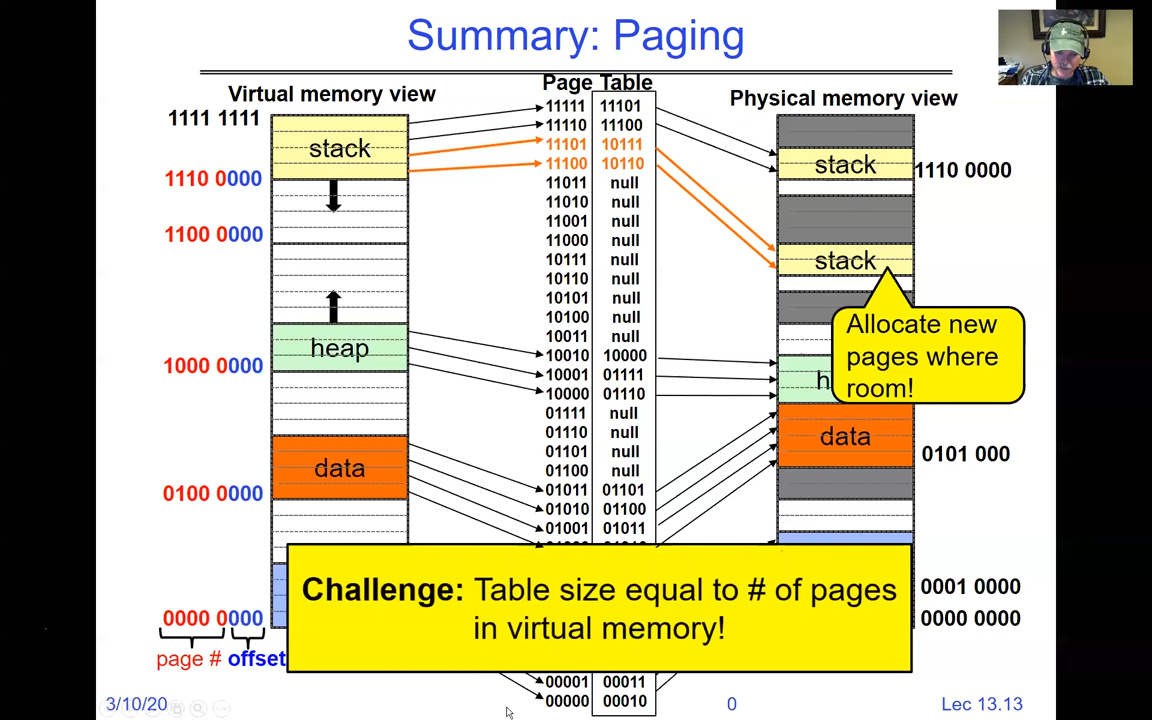 Summary: Paging
Virtual memory view
Page Table
Physical memory view
1111 1111
stack
1110 0000
1100 0000
heap
1000 0000
data
0100 0000
0000 0000
page # offset
11111 11101
11110 11100
11101 10111
11100 10110
11011 null
11010 null
11001 null
11000 null
10111 null
10110 null
10101 null
10100 null
10011 null
10010 10000
10001 01111
10000 01110
01111 null
01110 null
01101 null
01100 null
01011 01101
01010 01100
01001 01011
00001 00011
00000 00010
stack
1110 0000
stack
Allocate new
pages where
room!
h
data
0101 000
0001 0000
0000 0000
Challenge: Table size equal to # of pages
in virtual memory!
3/10/20
0
Lec 13.13